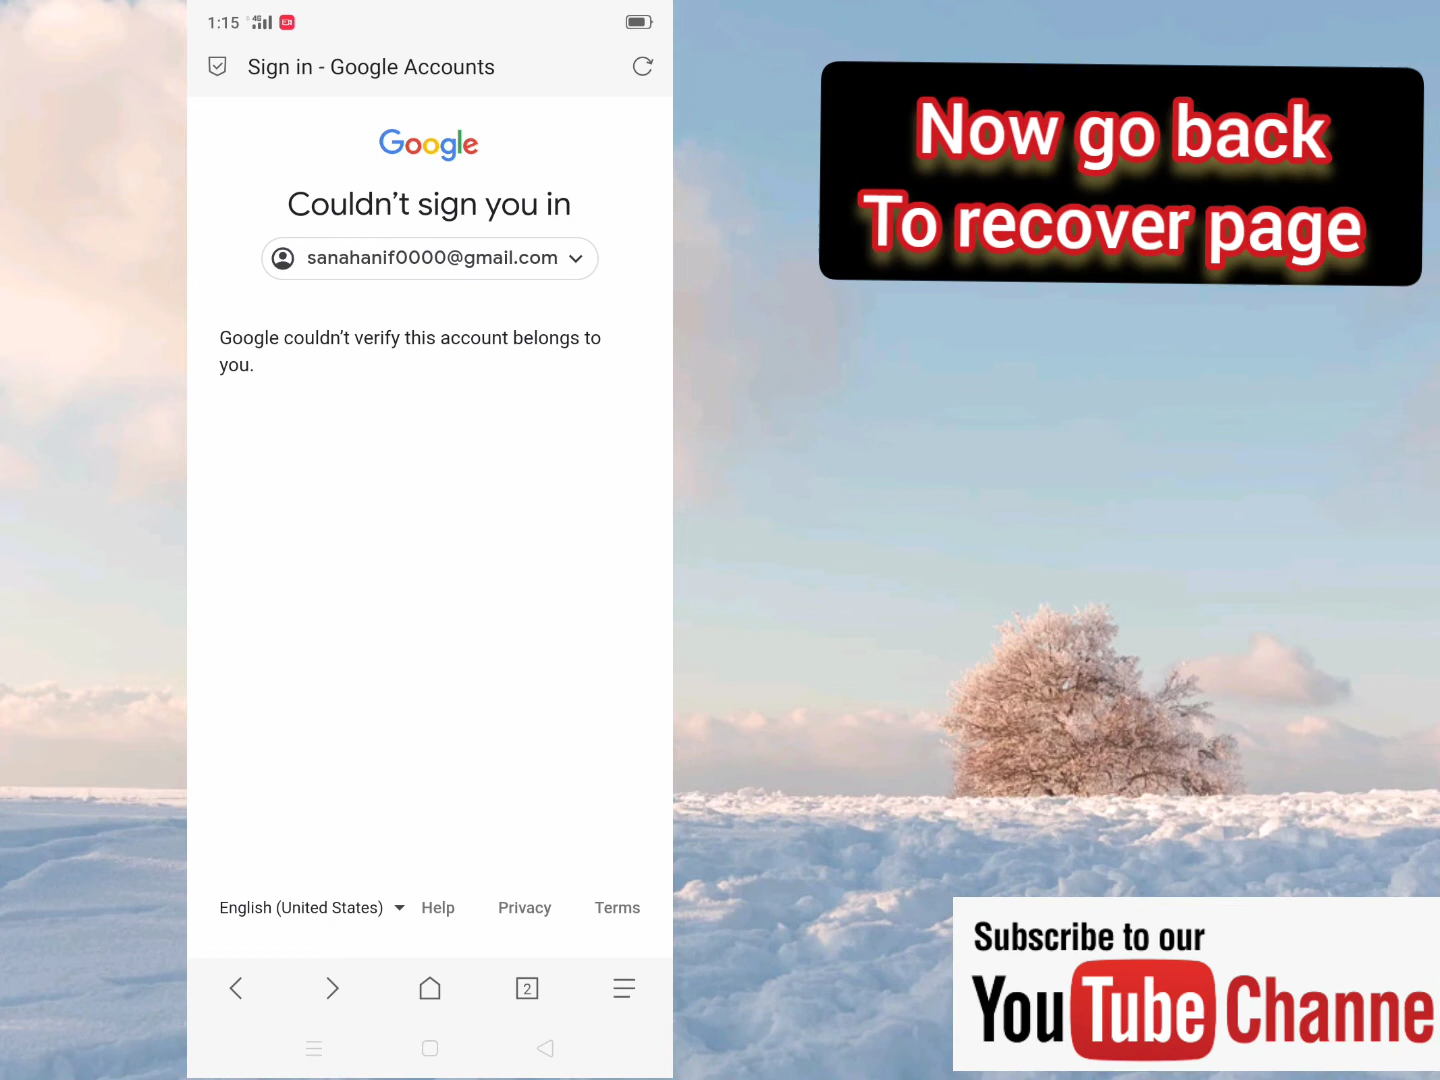 1:15 4G
Sign in - Google Accounts
Google
Couldn't sign you in
sanahanif0000@gmail.com
Google couldn't verify this account belongs to
you.
English (United States) Help Privacy Terms
2
Now go back
To recover page
Subscribe to our
YouTube Channe